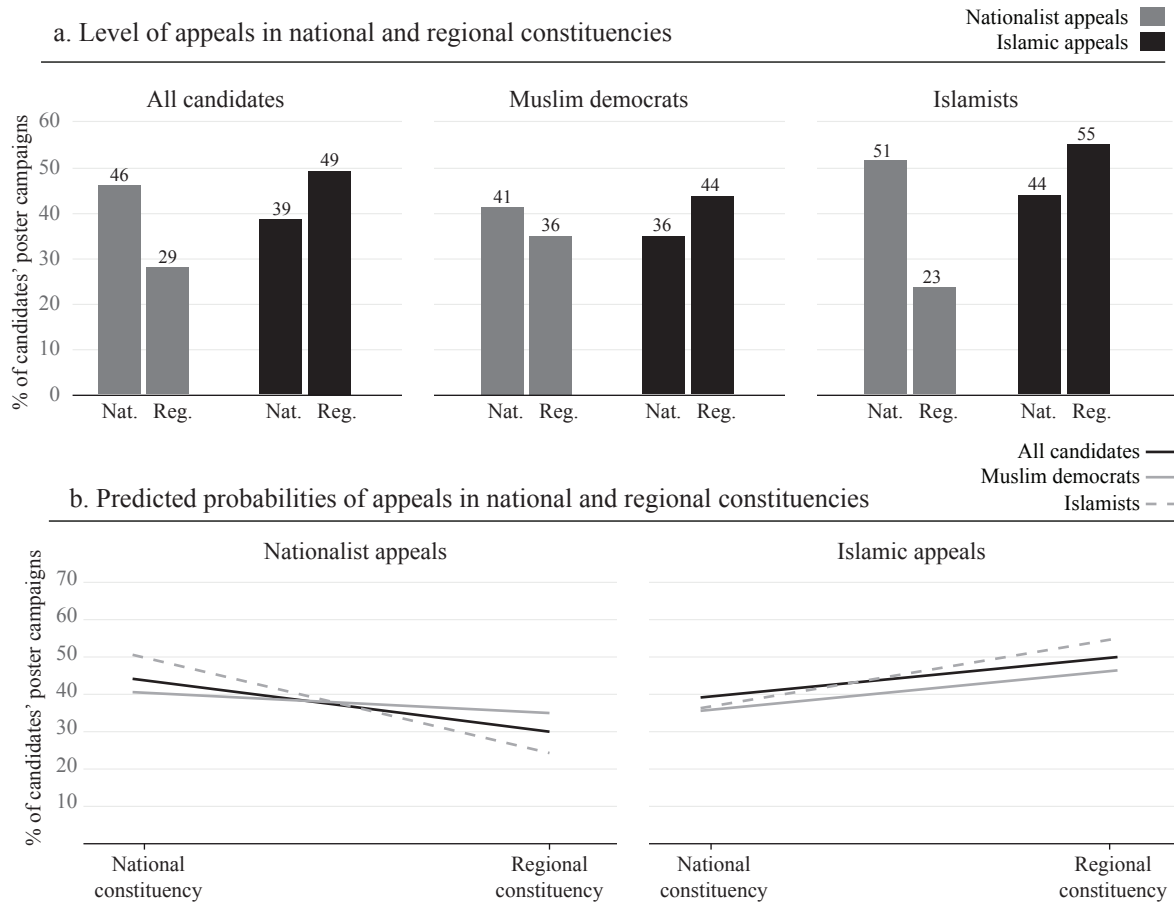 a. Level of appeals in national and regional constituencies
Nationalist appeals
Islamic appeals
All candidates
Muslim democrats
Islamists
% of candidates’ poster campaigns
60
50
40
30
20
10
0
46
29
39
49
41
36
36
44
51
23
44
55
Nat. Reg. Nat. Reg.
Nat. Reg. Nat. Reg.
Nat. Reg. Nat. Reg.
All candidates
Muslim democrats
Islamists
b. Predicted probabilities of appeals in national and regional constituencies
Nationalist appeals
Islamic appeals
% of candidates’ poster campaigns
70
60
50
40
30
20
10
National
constituency
Regional
constituency
National
constituency
Regional
constituency